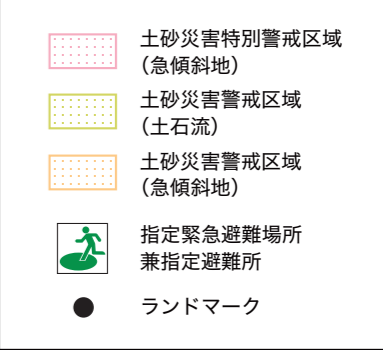 土砂災害特別警戒区域
（急傾斜地）
土砂災害警戒区域
（土石流）
土砂災害警戒区域
（急傾斜地）
指定緊急避難場所
兼指定避難所
ランドマーク